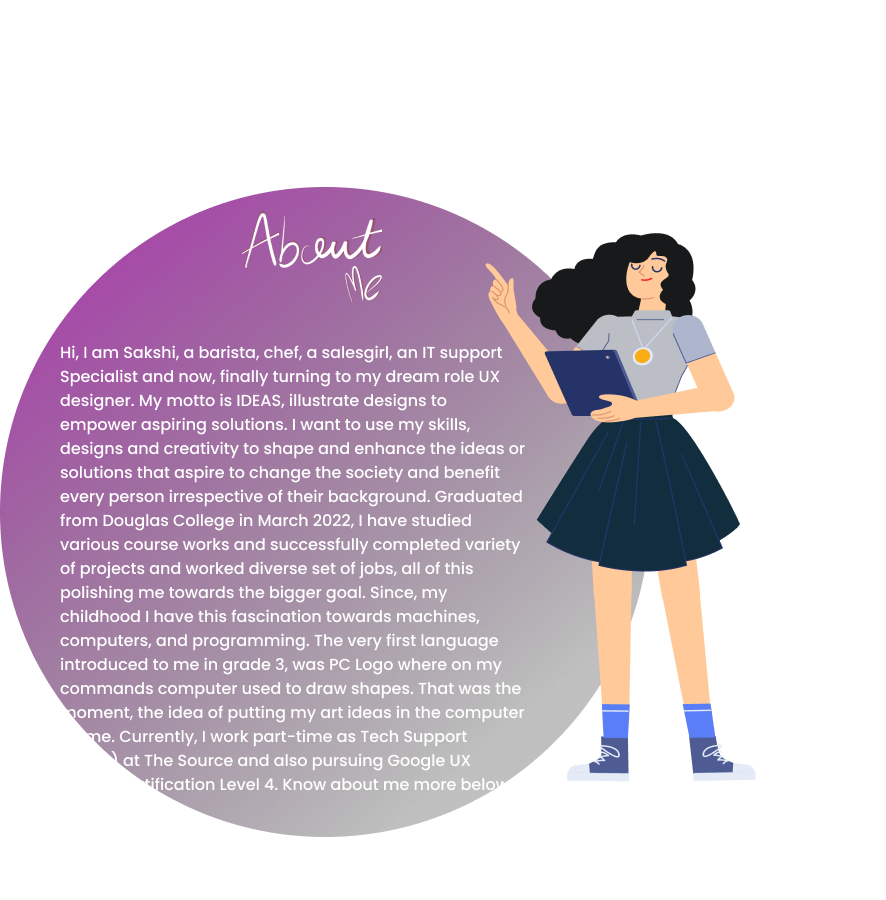 About
Me
Hi, I am Sakshi, a barista, chef, a salesgirl, an IT support
Specialist and now, finally turning to my dream role UX
designer. My motto is IDEAS, illustrate designs to
empower aspiring solutions. I want to use my skills,
designs and creativity to shape and enhance the ideas or
solutions that aspire to change the society and benefit
every person irrespective of their background. Graduated
from Douglas College in March 2022, I have studied
various course works and successfully completed variety
of projects and worked diverse set of jobs, all of this
polishing me towards the bigger goal. Since, my
childhood I have this fascination towards machines,
computers, and programming. The very first language
introduced to me in grade 3, was PC Logo where on my
commands computer used to draw shapes. That was the
moment, the idea of putting my art ideas in the computer
me. Currently, I work part-time as Tech Support
) at The Source and also pursuing Google UX
tification Level 4. Know about me more below